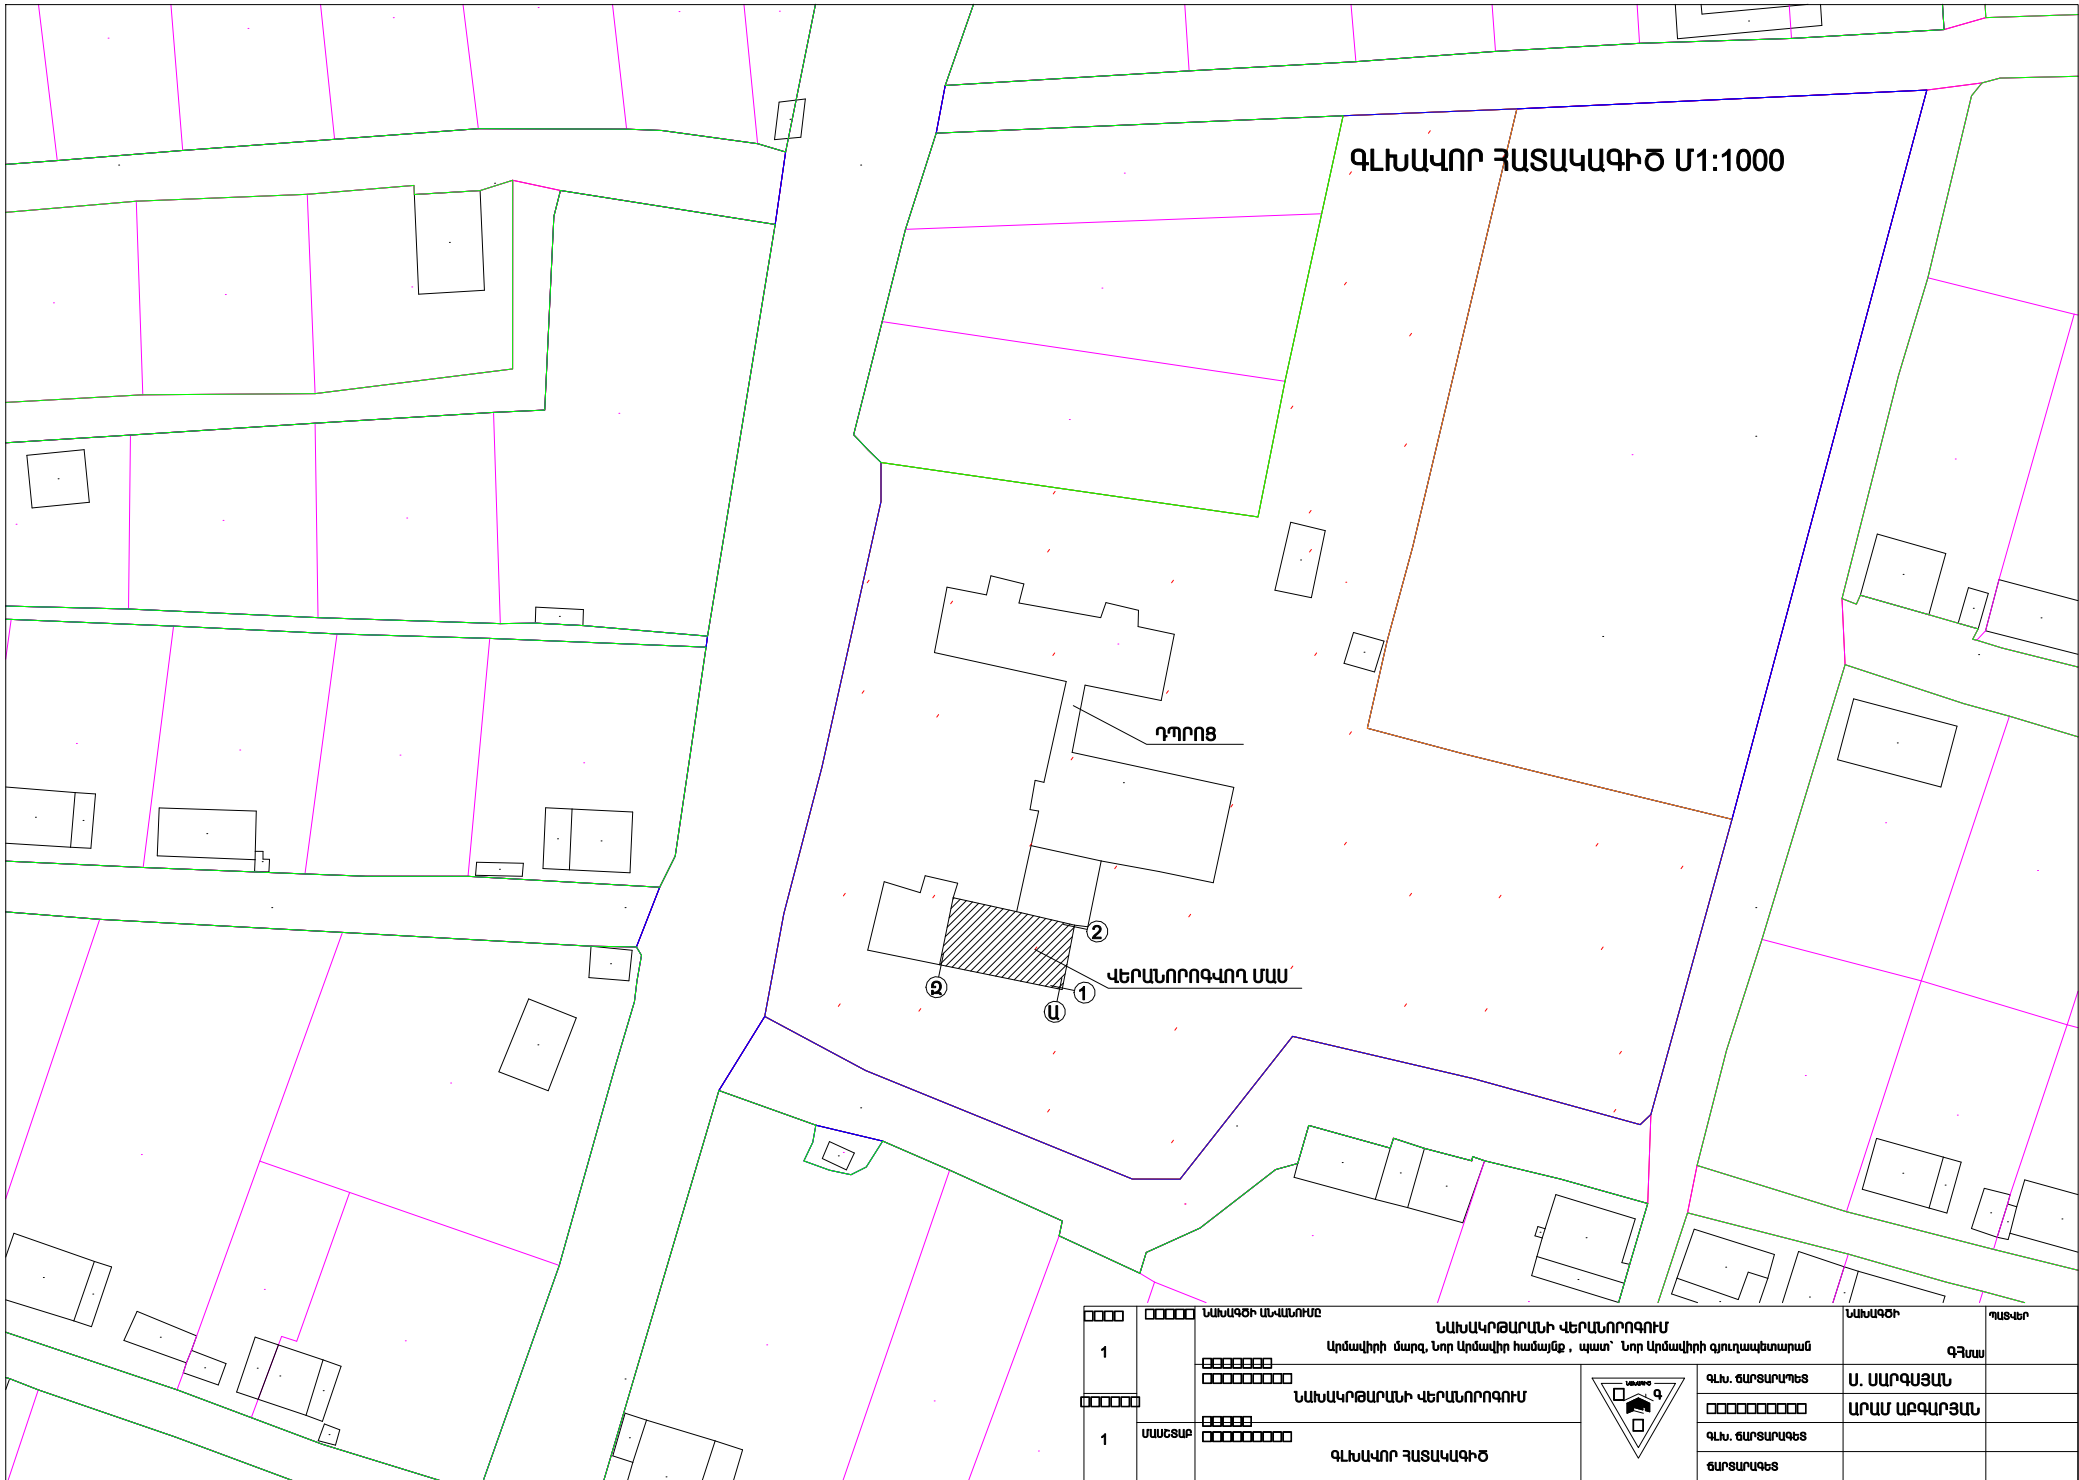 ԳԼԽԱՎՈՐ ՀԱՏԱԿԱԳԻԾ Մ1:1000
ԴՊՐՈՑ
2
ՎԵՐԱՆՈՐՈԳՎՈՂ ՄԱՍ
Զ
1
Ա
ՆԱԽԱԳԾԻ ԱՆՎԱՆՈՒՄԸ
ՆԱԽԱԿՐԹԱՐԱՆԻ ՎԵՐԱՆՈՐՈԳՈՒՄ
Արմավիրի մարզ, Նոր Արմավիր համայնք , պատ՝ Նոր Արմավիրի գյուղապետարան
ՆԱԽԱԳԾԻ
ԳՀմաս
ՊԱՏՎԵՐ
1
ՆԱԽԱԿՐԹԱՐԱՆԻ ՎԵՐԱՆՈՐՈԳՈՒՄ
ԳԼԽ. ՃԱՐՏԱՐԱՊԵՏ
Ս. ՍԱՐԳՍՅԱՆ
ԱՐԱՄ ԱԲԳԱՐՅԱՆ
1
ՄԱՍՇՏԱԲ
ԳԼԽԱՎՈՐ ՀԱՏԱԿԱԳԻԾ
ԳԼԽ. ՃԱՐՏԱՐԱԳԵՏ
ՃԱՐՏԱՐԱԳԵՏ